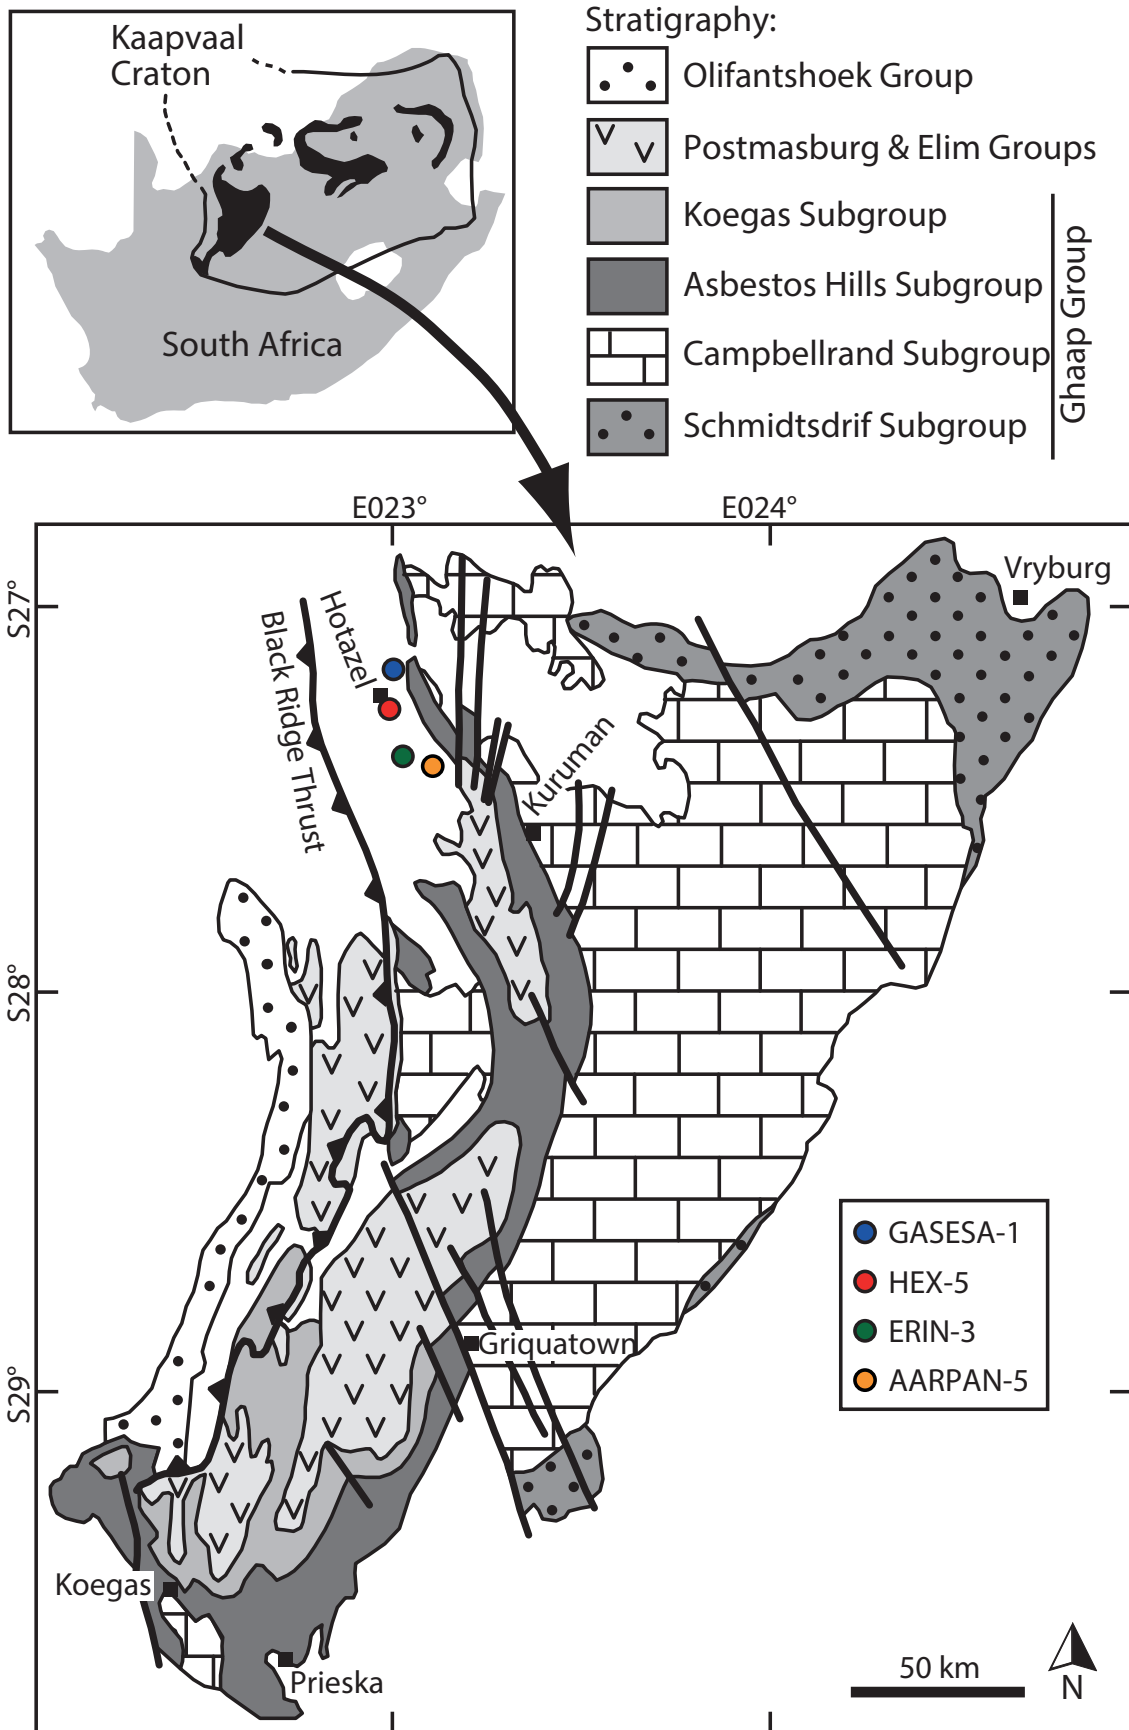 Kaapvaal
Craton
South Africa
Stratigraphy:
Olifantshoek Group
Postmasburg & Elim Groups
Koegas Subgroup
Asbestos Hills Subgroup
Campbellrand Subgroup
Schmidtsdrif Subgroup
Ghaap Group
E023°
E024°
S27°
S28°
S29°
Vryburg
Hotazel
Black Ridge Thrust
Kuruman
GASESA-1
HEX-5
ERIN-3
AARPAN-5
Griquatown
Koegas
Prieska
50 km
N